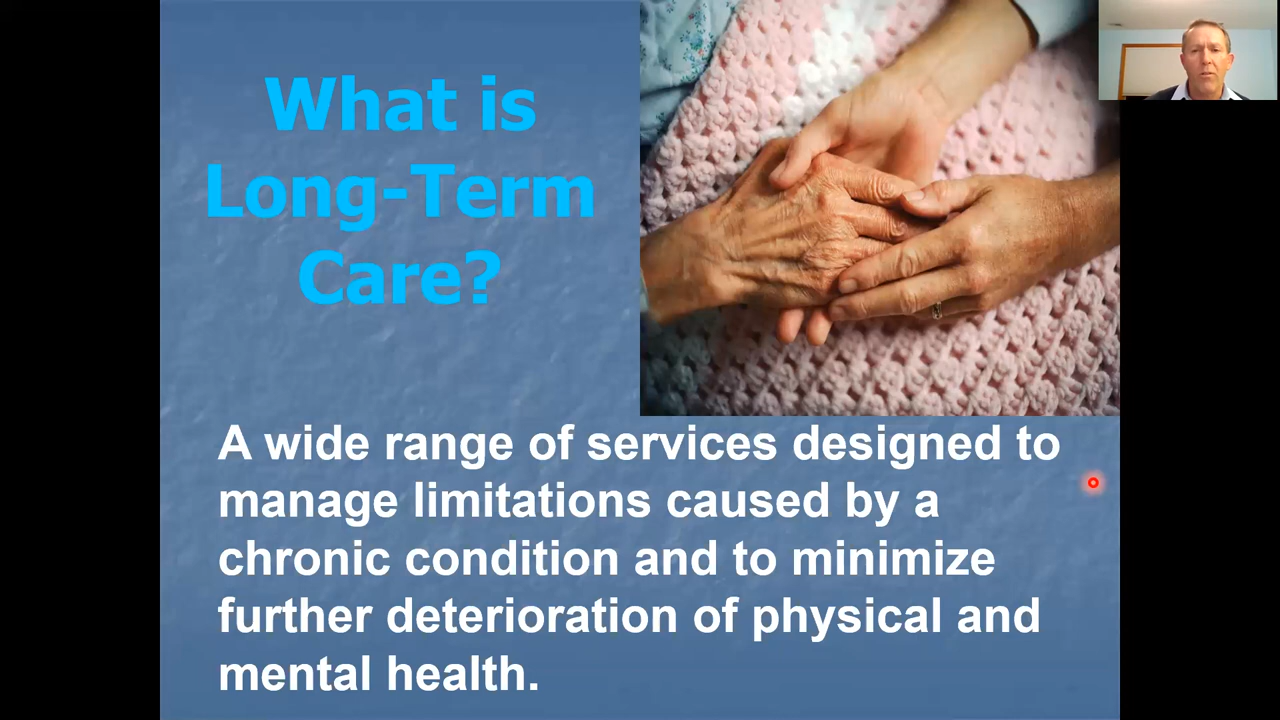 What is
Long-Term
Care?
A wide range of services designed to
manage limitations caused by a
chronic condition and to minimize
further deterioration of physical and
mental health.